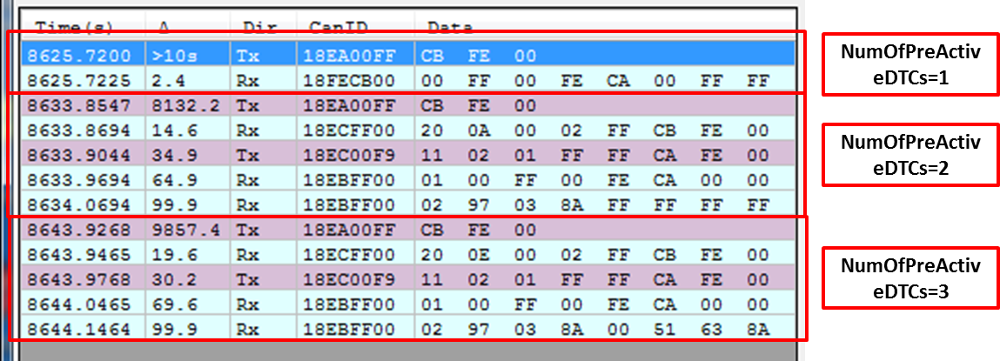 Time(s) Δ Dir CanID Data
8625.7200 >10s Tx 18EA00FF CB FE 00
8625.7225 2.4 Rx 18FECB00 00 FF 00 FE CA 00 FF FF
8633.8547 8132.2 Tx 18EA00FF CB FE 00
8633.8694 14.6 Rx 18ECFF00 20 0A 00 02 FF CB FE 00
8633.9044 34.9 Tx 18EC00F9 11 02 01 FF FF CA FE 00
8633.9694 64.9 Rx 18EBFF00 01 00 FF 00 FE CA 00 00
8634.0694 99.9 Rx 18EBFF00 02 97 03 8A FF FF FF FF
8643.9268 9857.4 Tx 18EA00FF CB FE 00
8643.9465 19.6 Rx 18ECFF00 20 0E 00 02 FF CB FE 00
8643.9768 30.2 Tx 18EC00F9 11 02 01 FF FF CA FE 00
8644.0465 69.6 Rx 18EBFF00 01 00 FF 00 FE CA 00 00
8644.1464 99.9 Rx 18EBFF00 02 97 03 8A 00 51 63 8A
NumOfPreActiv
eDTCs=1
NumOfPreActiv
eDTCs=2
NumOfPreActiv
eDTCs=3